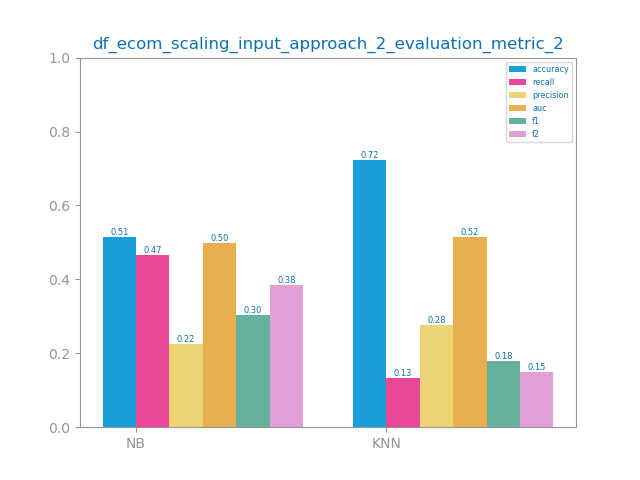 df_ecom_scaling_input_approach_2_evaluation_metric_2
1.0
0.8
0.6
0.4
0.2
0.0
accuracy
recall
precision
auc
f1
f2
0.51
0.47
0.22
0.50
0.30
0.38
0.72
0.13
0.28
0.52
0.18
0.15
NB
KNN